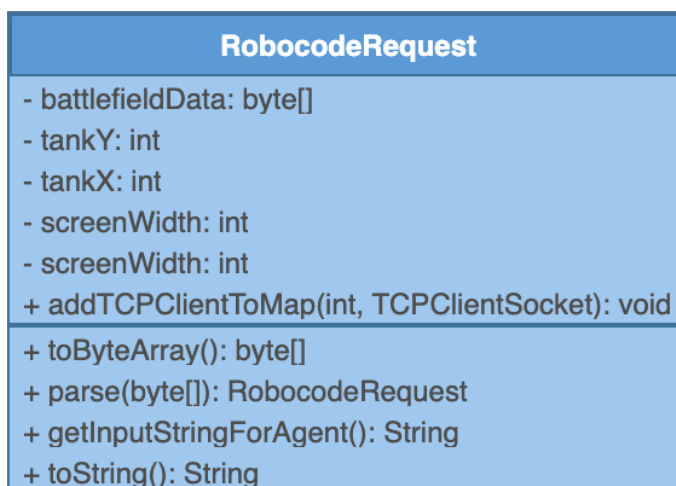 RobocodeRequest
- battlefieldData: byte[]
- tankY: int
- tankX: int
- screenWidth: int
- screenWidth: int
+ addTCPClientToMap(int, TCPClientSocket): void
+ toByteArray(): byte[]
+ parse(byte[]): RobocodeRequest
+ getInputStringForAgent(): String
+ toString(): String